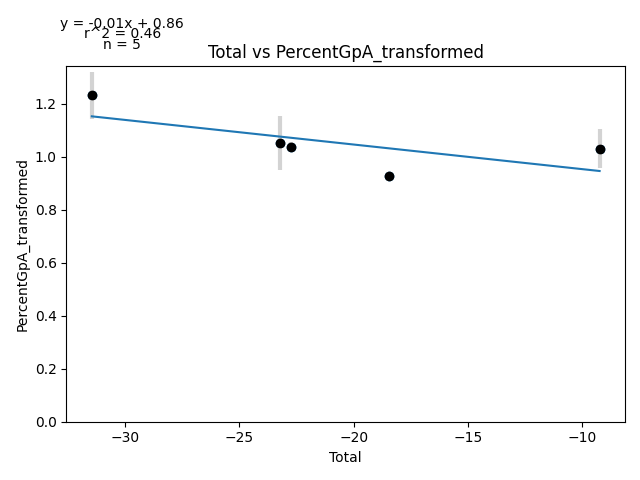 y = -0.01x + 0.86
r^2 = 0.46
n = 5
Total vs PercentGpA_transformed
PercentGpA_transformed
1.2
1.0
0.8
0.6
0.4
0.2
0.0
−30
−25
−20
−15
−10
Total